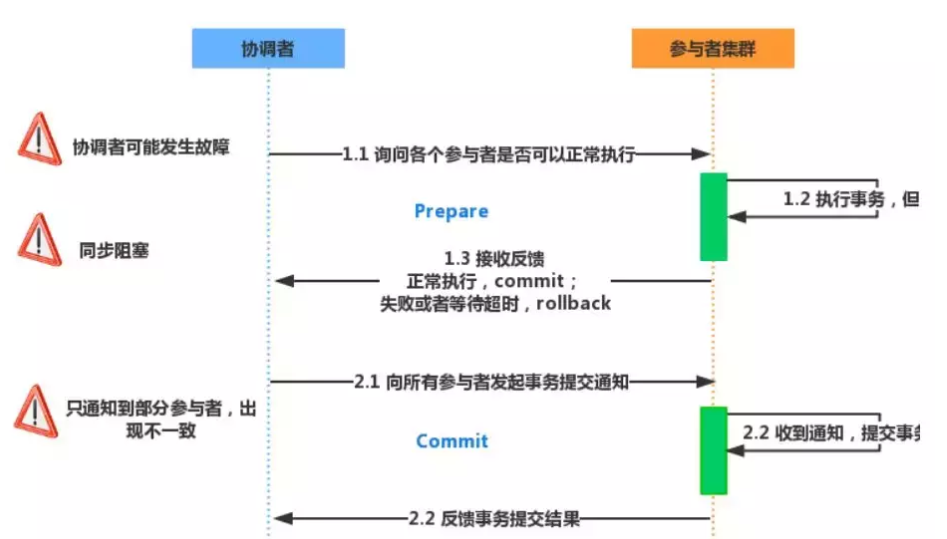 协调者
参与者集群
协调者可能发生故障
1.1 询问各个参与者是否可以正常执行
1.2 执行事务，但
Prepare
同步阻塞
1.3 接收反馈
正常执行，commit；
失败或者等待超时，rollback
2.1 向所有参与者发起事务提交通知
只通知到部分参与者，出
现不一致
2.2 收到通知，提交事
Commit
2.2 反馈事务提交结果